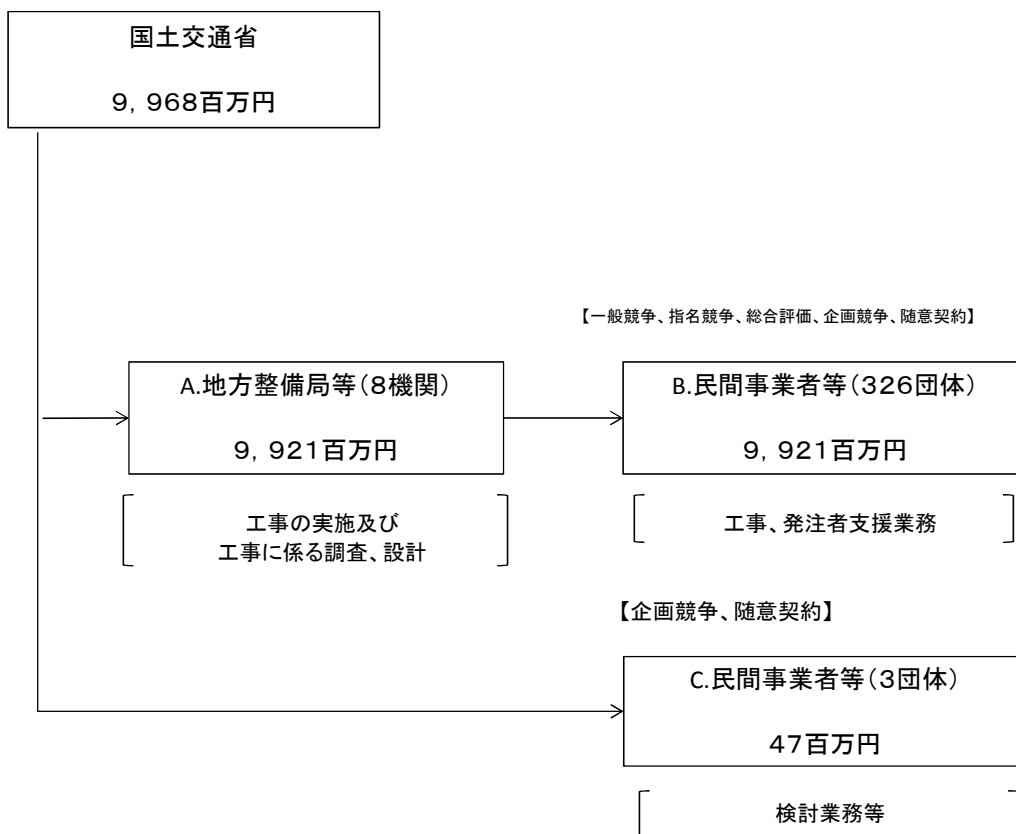 国土交通省
９，９６８百万円
【一般競争、指名競争、総合評価、企画競争、随意契約】
A.地方整備局等（８機関）
９，９２１百万円
B.民間事業者等（３２６団体）
９，９２１百万円
工事の実施及び
工事に係る調査、設計
工事、発注者支援業務
【企画競争、随意契約】
C.民間事業者等（３団体）
４７百万円
検討業務等